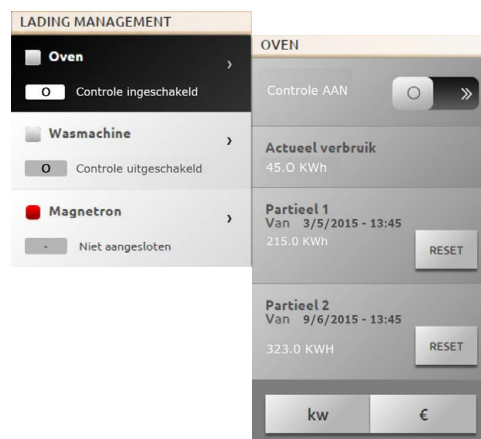 LADING MANAGEMENT
Oven
›
O Controle ingeschakeld
Wasmachine
›
O Controle uitgeschakeld
Magnetron
›
- Niet aangesloten
OVEN
Controle AAN
O »
Actueel verbruik
45.O KWh
Partieel 1
Van 3/5/2015 - 13:45
215.0 KWh
RESET
Partieel 2
Van 9/6/2015 - 13:45
323.0 KWH
RESET
kw €